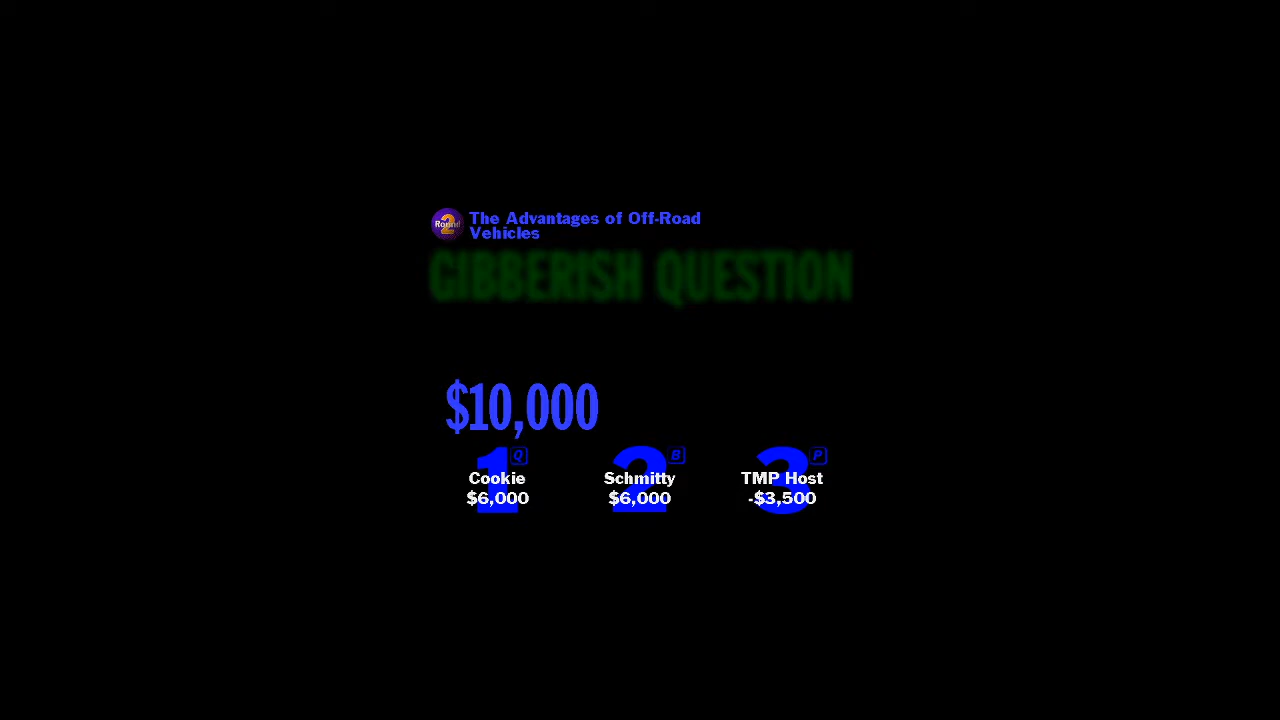 Round 2
The Advantages of Off-Road
Vehicles
GIBBERISH QUESTION
$10,000
1 Q 2 B 3 P
Cookie Schmitty TMP Host
$6,000 $6,000 -$3,500